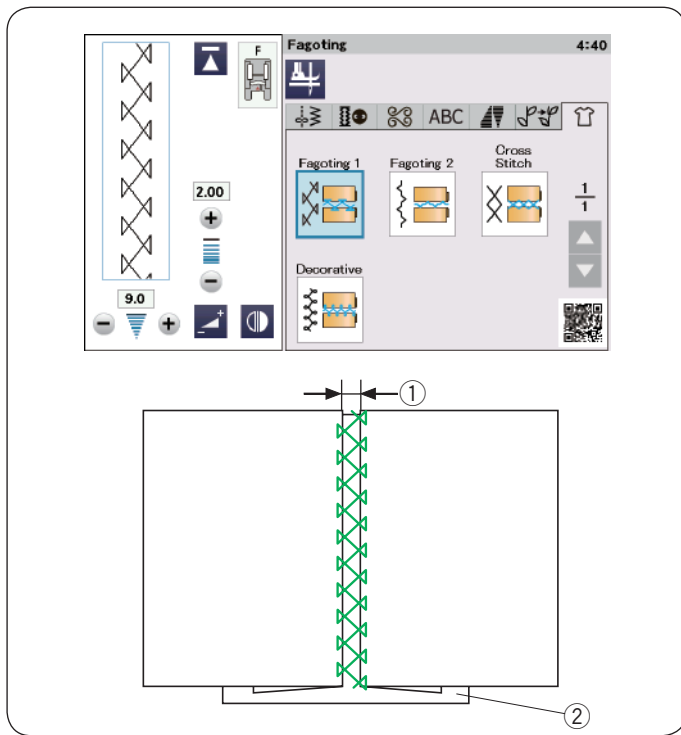 F
Fagoting 4:40
ABC
Fagoting 1 Fagoting 2 Cross
Stitch
2.00
1
1
Decorative
9.0
①
②